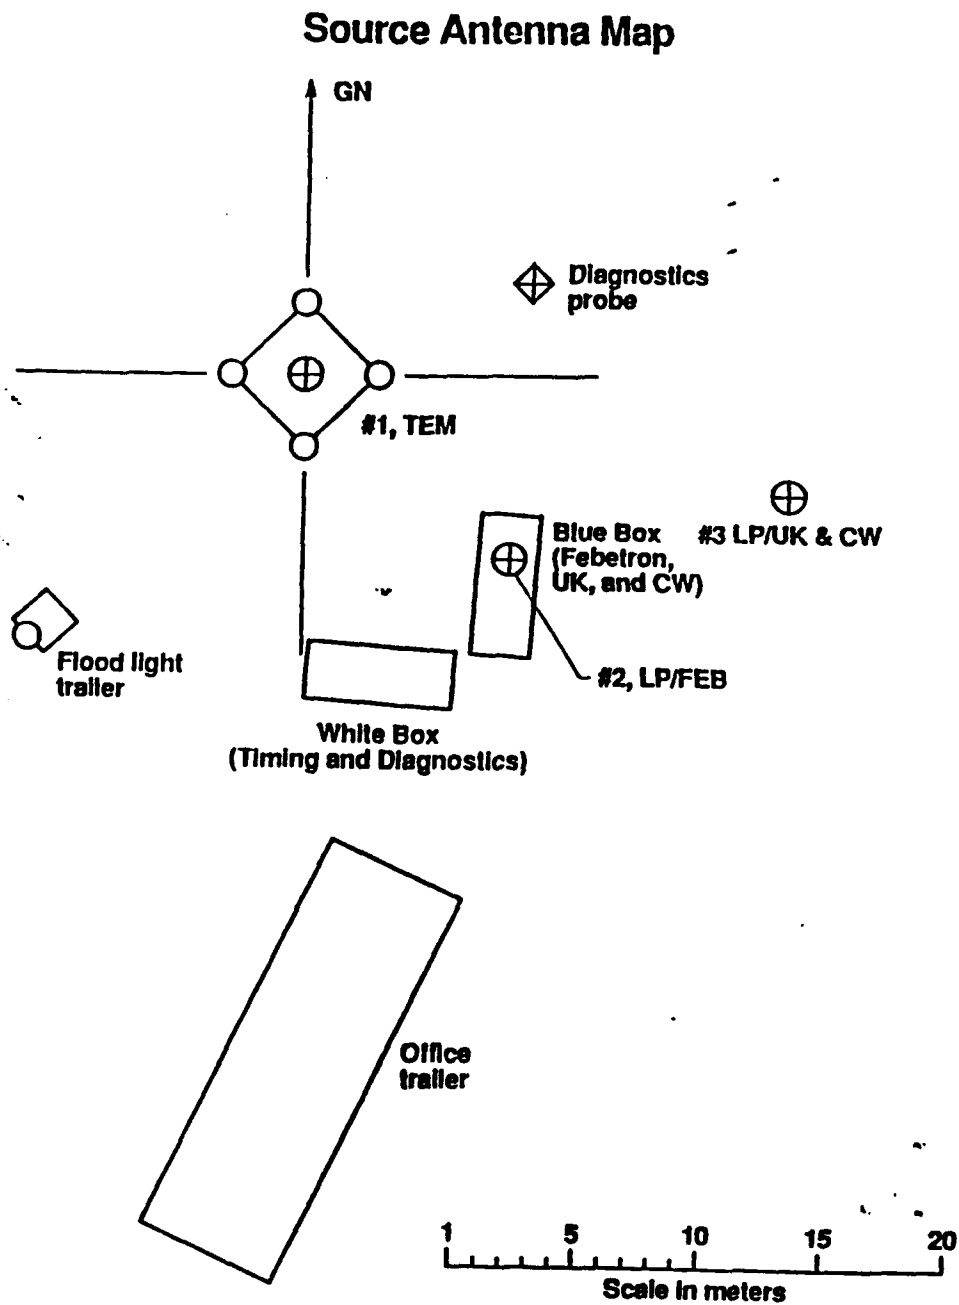 Source Antenna Map
GN
Diagnostics
probe
#1, TEM
Blue Box
(Febetron,
UK, and CW)
#3 LP/UK & CW
Flood light
trailer
#2, LP/FEB
White Box
(Timing and Diagnostics)
Office
trailer
1 5 10 15 20
Scale in meters